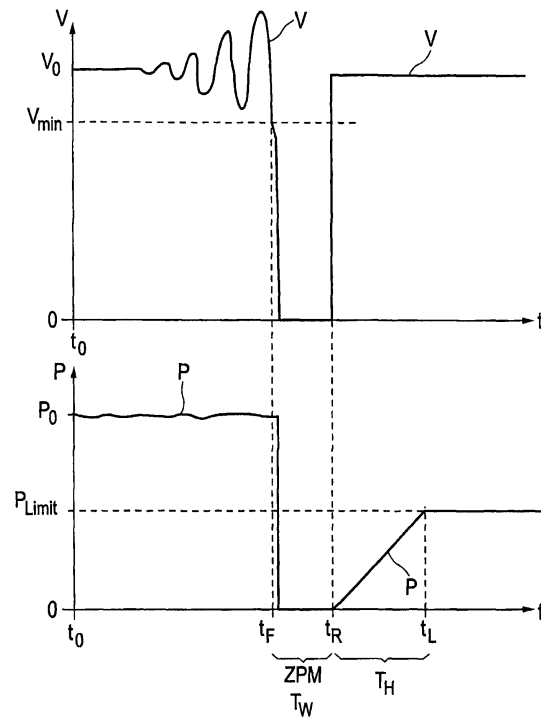 V
V
V
V₀
Vmin
0
t
t₀
P
P
P₀
PLimit
P
0
t
t₀
tF
tR
tL
ZPM
TW
TH